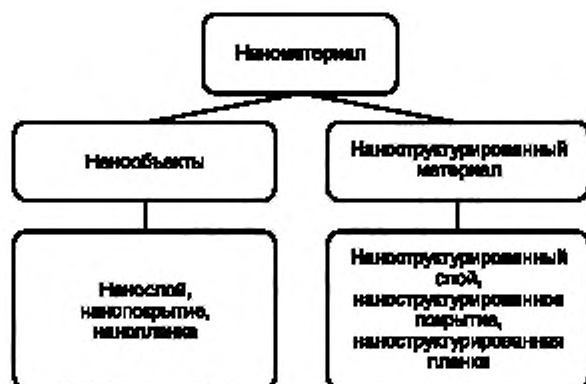 Наноматериал
Нанообъекты
Наноструктурированный
материал
Нанослой,
нанопокрытие,
нанопленка
Наноструктурированный
слой,
наноструктурированное
покрытие,
наноструктурированная
пленка